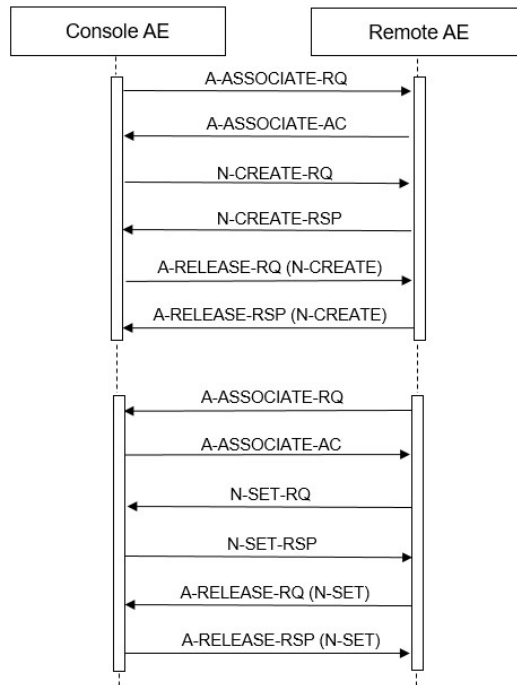 Console AE
Remote AE
A-ASSOCIATE-RQ
A-ASSOCIATE-AC
N-CREATE-RQ
N-CREATE-RSP
A-RELEASE-RQ (N-CREATE)
A-RELEASE-RSP (N-CREATE)
A-ASSOCIATE-RQ
A-ASSOCIATE-AC
N-SET-RQ
N-SET-RSP
A-RELEASE-RQ (N-SET)
A-RELEASE-RSP (N-SET)